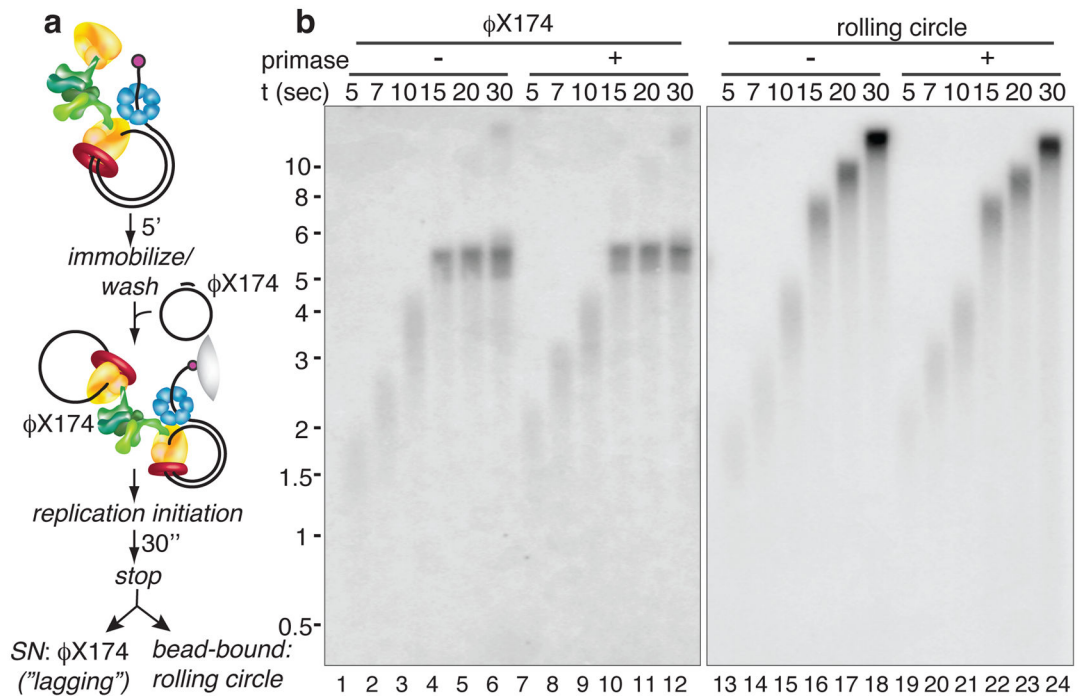 a
5'
immobilize/
wash
ϕX174
ϕX174
replication initiation
30''
stop
SN: ϕX174
("lagging")
bead-bound:
rolling circle
b
ϕX174
rolling circle
primase - + - +
t (sec) 5 7 10 15 20 30 5 7 10 15 20 30 5 7 10 15 20 30 5 7 10 15 20 30
10
8
6
5
4
3
2
1.5
1
0.5
1 2 3 4 5 6 7 8 9 10 11 12 13 14 15 16 17 18 19 20 21 22 23 24